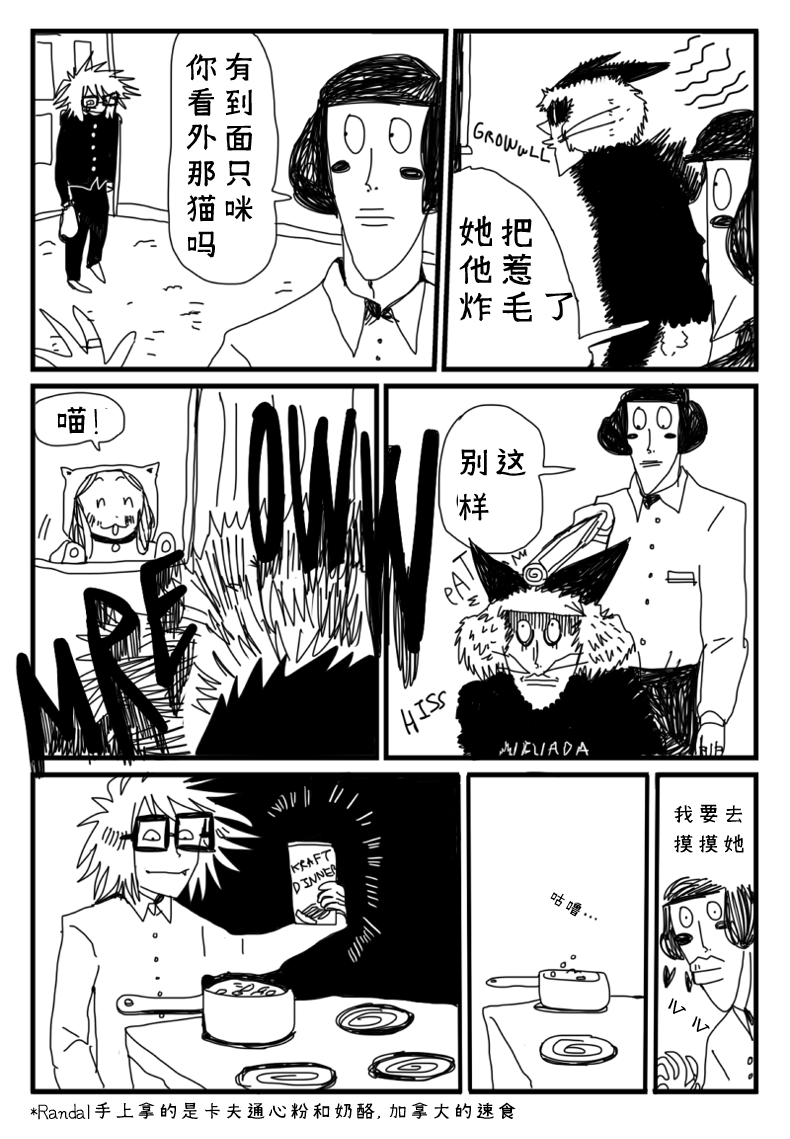 你有
看到
外面
那只
猫咪
吗
GROWWLL
她把
他惹
炸毛了
喵!
MREOWW
别这
样
PAT
HISS
KRAFT
DINNER
咕噜...
我要去
摸摸她
*Randal手上拿的是卡夫通心粉和奶酪,加拿大的速食